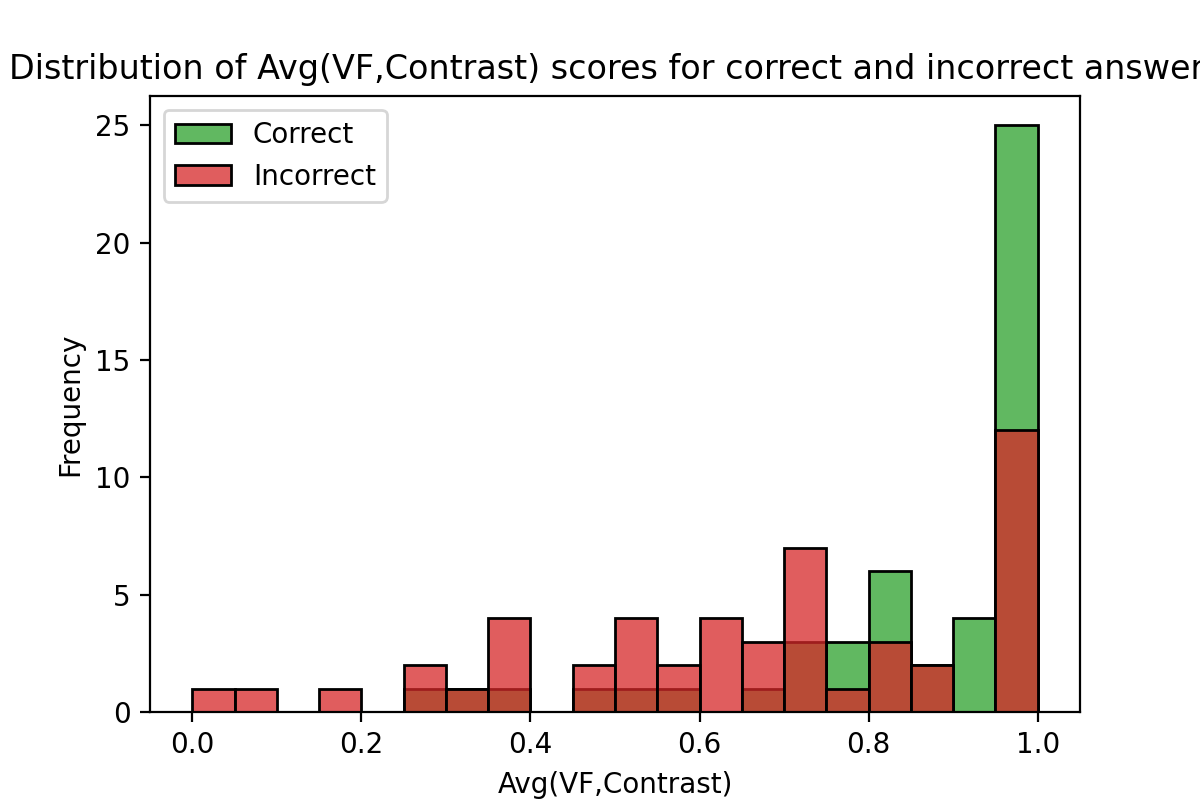 Distribution of Avg(VF,Contrast) scores for correct and incorrect answer
Correct
Incorrect
25
20
15
10
5
0
Frequency
0.0 0.2 0.4 0.6 0.8 1.0
Avg(VF,Contrast)